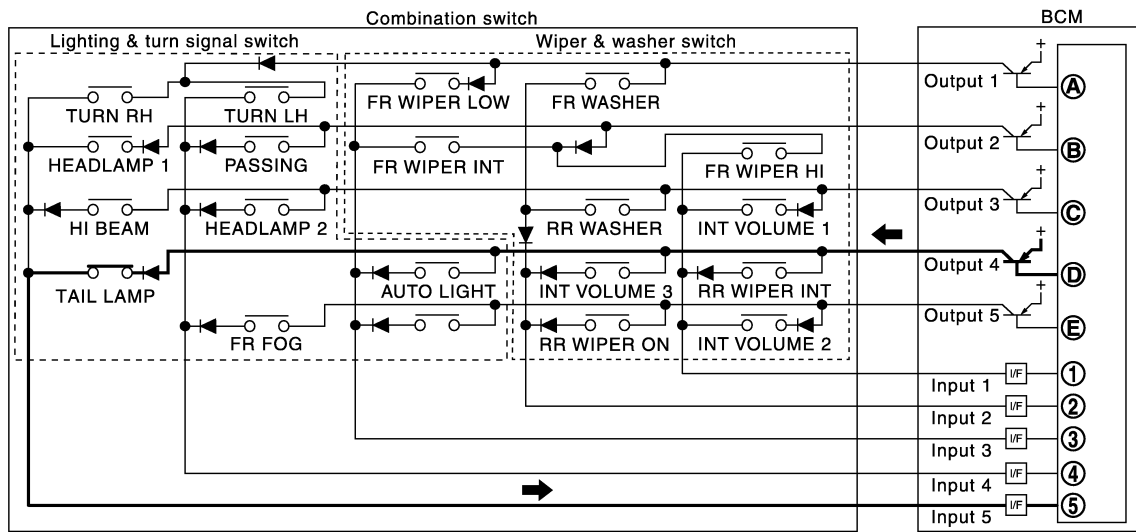 Combination switch
BCM
Lighting & turn signal switch
Wiper & washer switch
+
Output 1
A
TURN RH
TURN LH
FR WIPER LOW
FR WASHER
+
Output 2
B
HEADLAMP 1
PASSING
FR WIPER INT
FR WIPER HI
+
Output 3
C
HI BEAM
HEADLAMP 2
RR WASHER
INT VOLUME 1
+
Output 4
D
TAIL LAMP
AUTO LIGHT
INT VOLUME 3
RR WIPER INT
+
Output 5
E
FR FOG
RR WIPER ON
INT VOLUME 2
Input 1
I/F
1
Input 2
I/F
2
Input 3
I/F
3
Input 4
I/F
4
Input 5
I/F
5